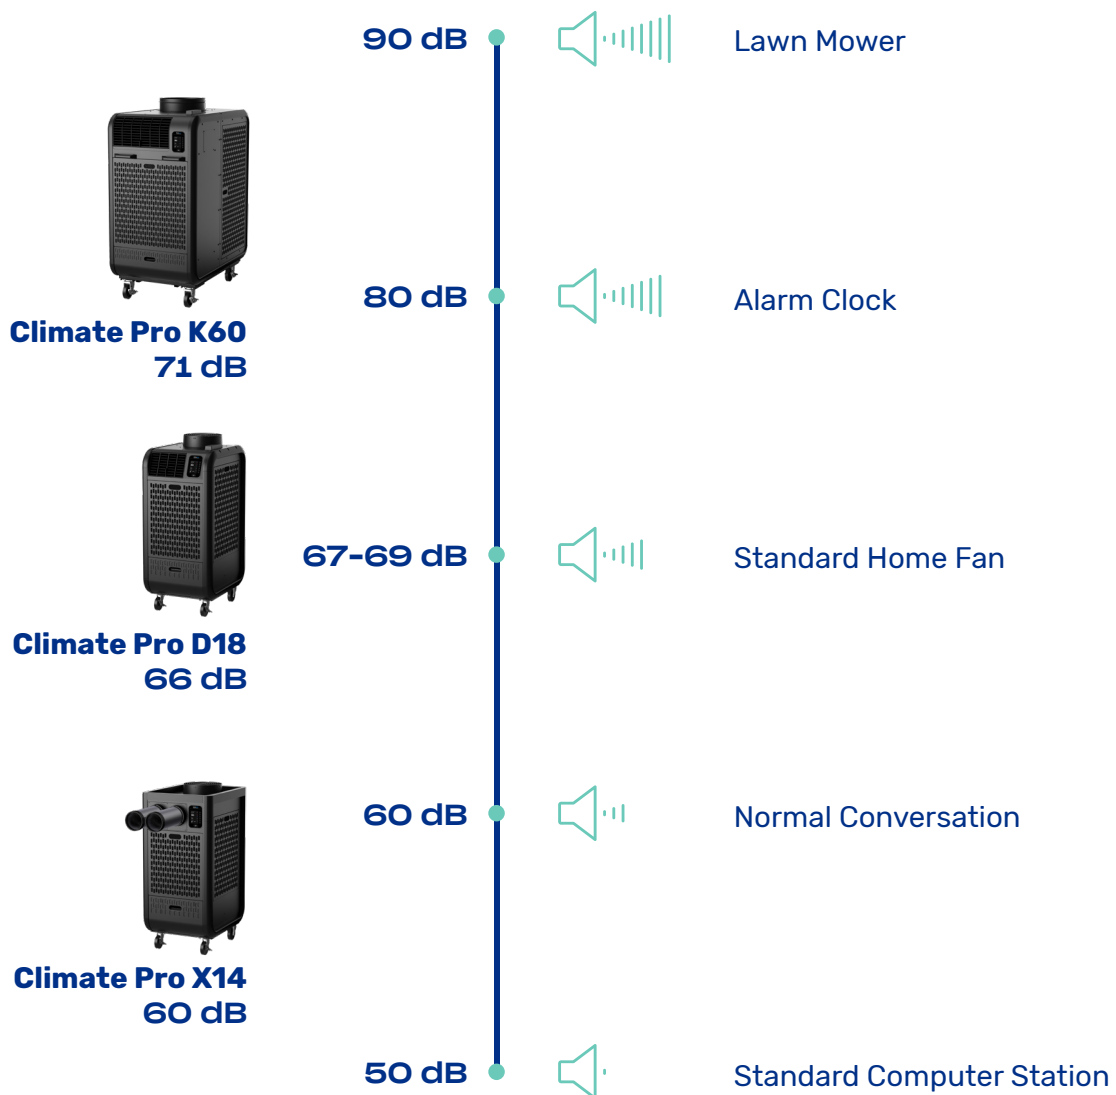 90 dB
Lawn Mower
80 dB
Alarm Clock
Climate Pro K60
71 dB
67-69 dB
Standard Home Fan
Climate Pro D18
66 dB
60 dB
Normal Conversation
Climate Pro X14
60 dB
50 dB
Standard Computer Station